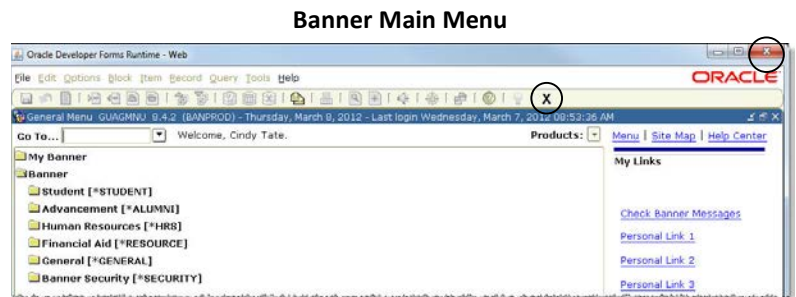 Banner Main Menu
Oracle Developer Forms Runtime - Web
File Edit Options Block Item Record Query Tools Help
ORACLE
X
General Menu GUAGMNU 8.4.2 (BANPROD) - Thursday, March 8, 2012 - Last login Wednesday, March 7, 2012 08:53:36 AM
Go To... Welcome, Cindy Tate. Products: Menu | Site Map | Help Center
My Banner
My Links
Banner
Student [*STUDENT]
Advancement [*ALUMNI]
Check Banner Messages
Human Resources [*HRS]
Personal Link 1
Financial Aid [*RESOURCE]
General [*GENERAL]
Personal Link 2
Banner Security [*SECURITY]
Personal Link 3